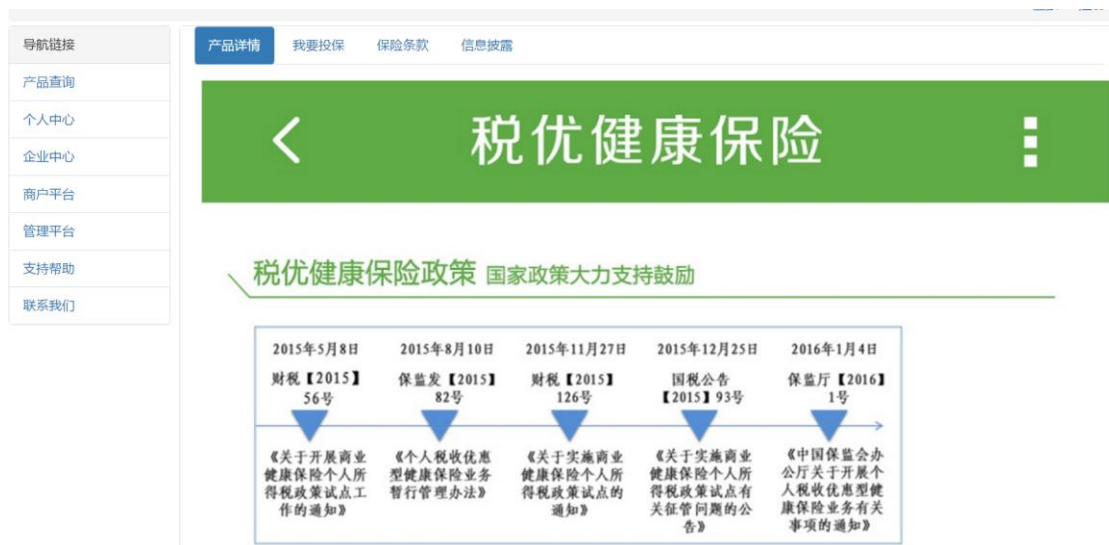 导航链接
产品查询
个人中心
企业中心
商户平台
管理平台
支持帮助
联系我们
产品详情 我要投保 保险条款 信息披露
税优健康保险
税优健康保险政策 国家政策大力支持鼓励
2015年5月8日
财税【2015】
56号
《关于开展商业
健康保险个人所
得税政策试点工
作的通知》
2015年8月10日
保监发【2015】
82号
《个人税收优惠
型健康保险业务
暂行管理办法》
2015年11月27日
财税【2015】
126号
《关于实施商业
健康保险个人所
得税政策试点的
通知》
2015年12月25日
国税公告
【2015】93号
《关于实施商业
健康保险个人所
得税政策试点有
关征管问题的公
告》
2016年1月4日
保监厅【2016】
1号
《中国保监会办
公厅关于开展个
人税收优惠型健
康保险业务有关
事项的通知》